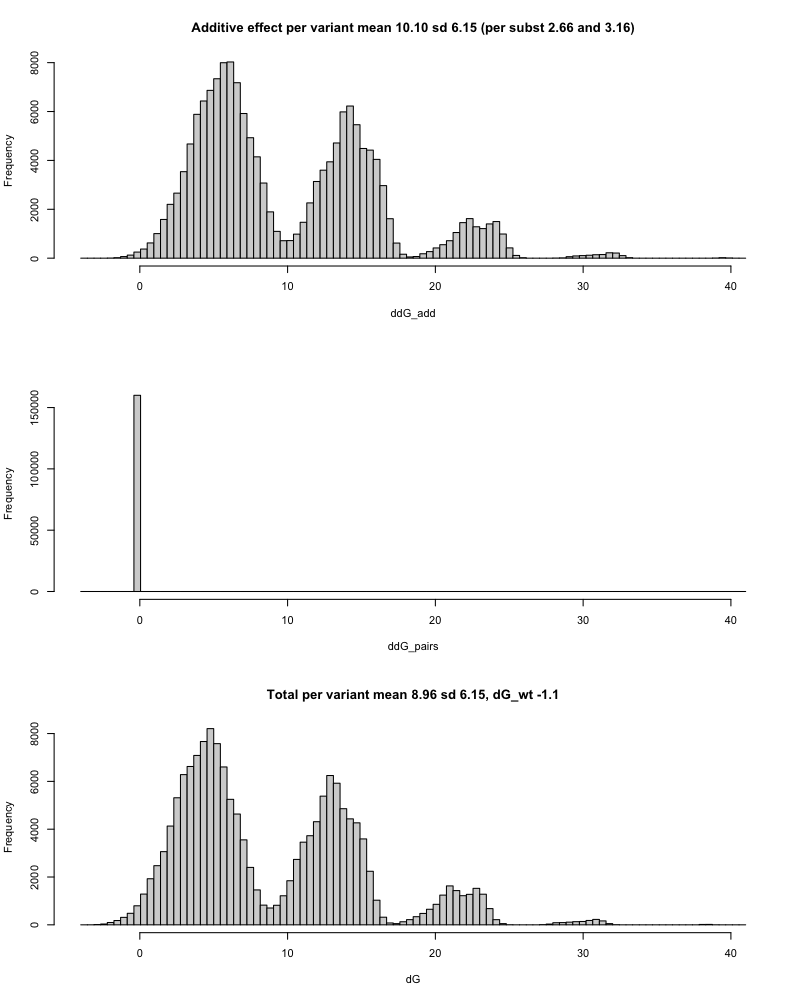 Additive effect per variant mean 10.10 sd 6.15 (per subst 2.66 and 3.16)
Frequency
8000
6000
4000
2000
0
0 10 20 30 40
ddG_add
Frequency
150000
100000
50000
0
0 10 20 30 40
ddG_pairs
Total per variant mean 8.96 sd 6.15, dG_wt -1.1
Frequency
8000
6000
4000
2000
0
0 10 20 30 40
dG